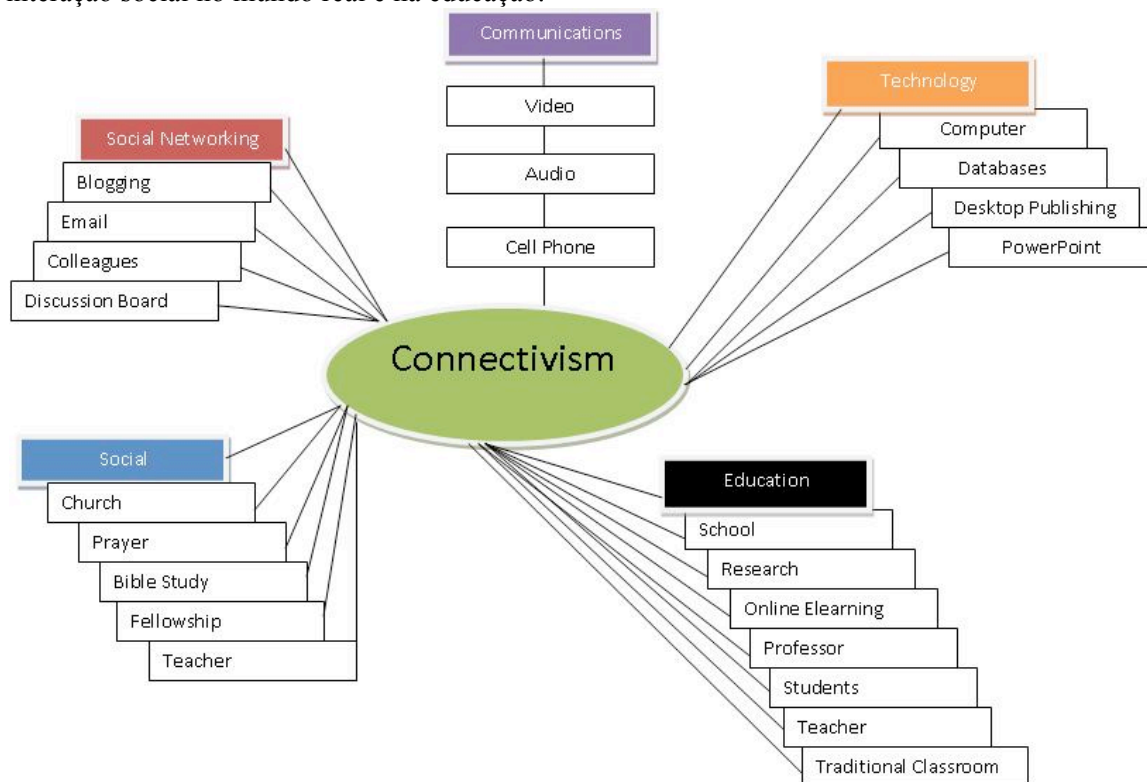 interação social no mundo real e na educação.
Communications
Video
Audio
Cell Phone
Technology
Computer
Databases
Desktop Publishing
PowerPoint
Social Networking
Blogging
Email
Colleagues
Discussion Board
Connectivism
Social
Church
Prayer
Bible Study
Fellowship
Teacher
Education
School
Research
Online Elearning
Professor
Students
Teacher
Traditional Classroom